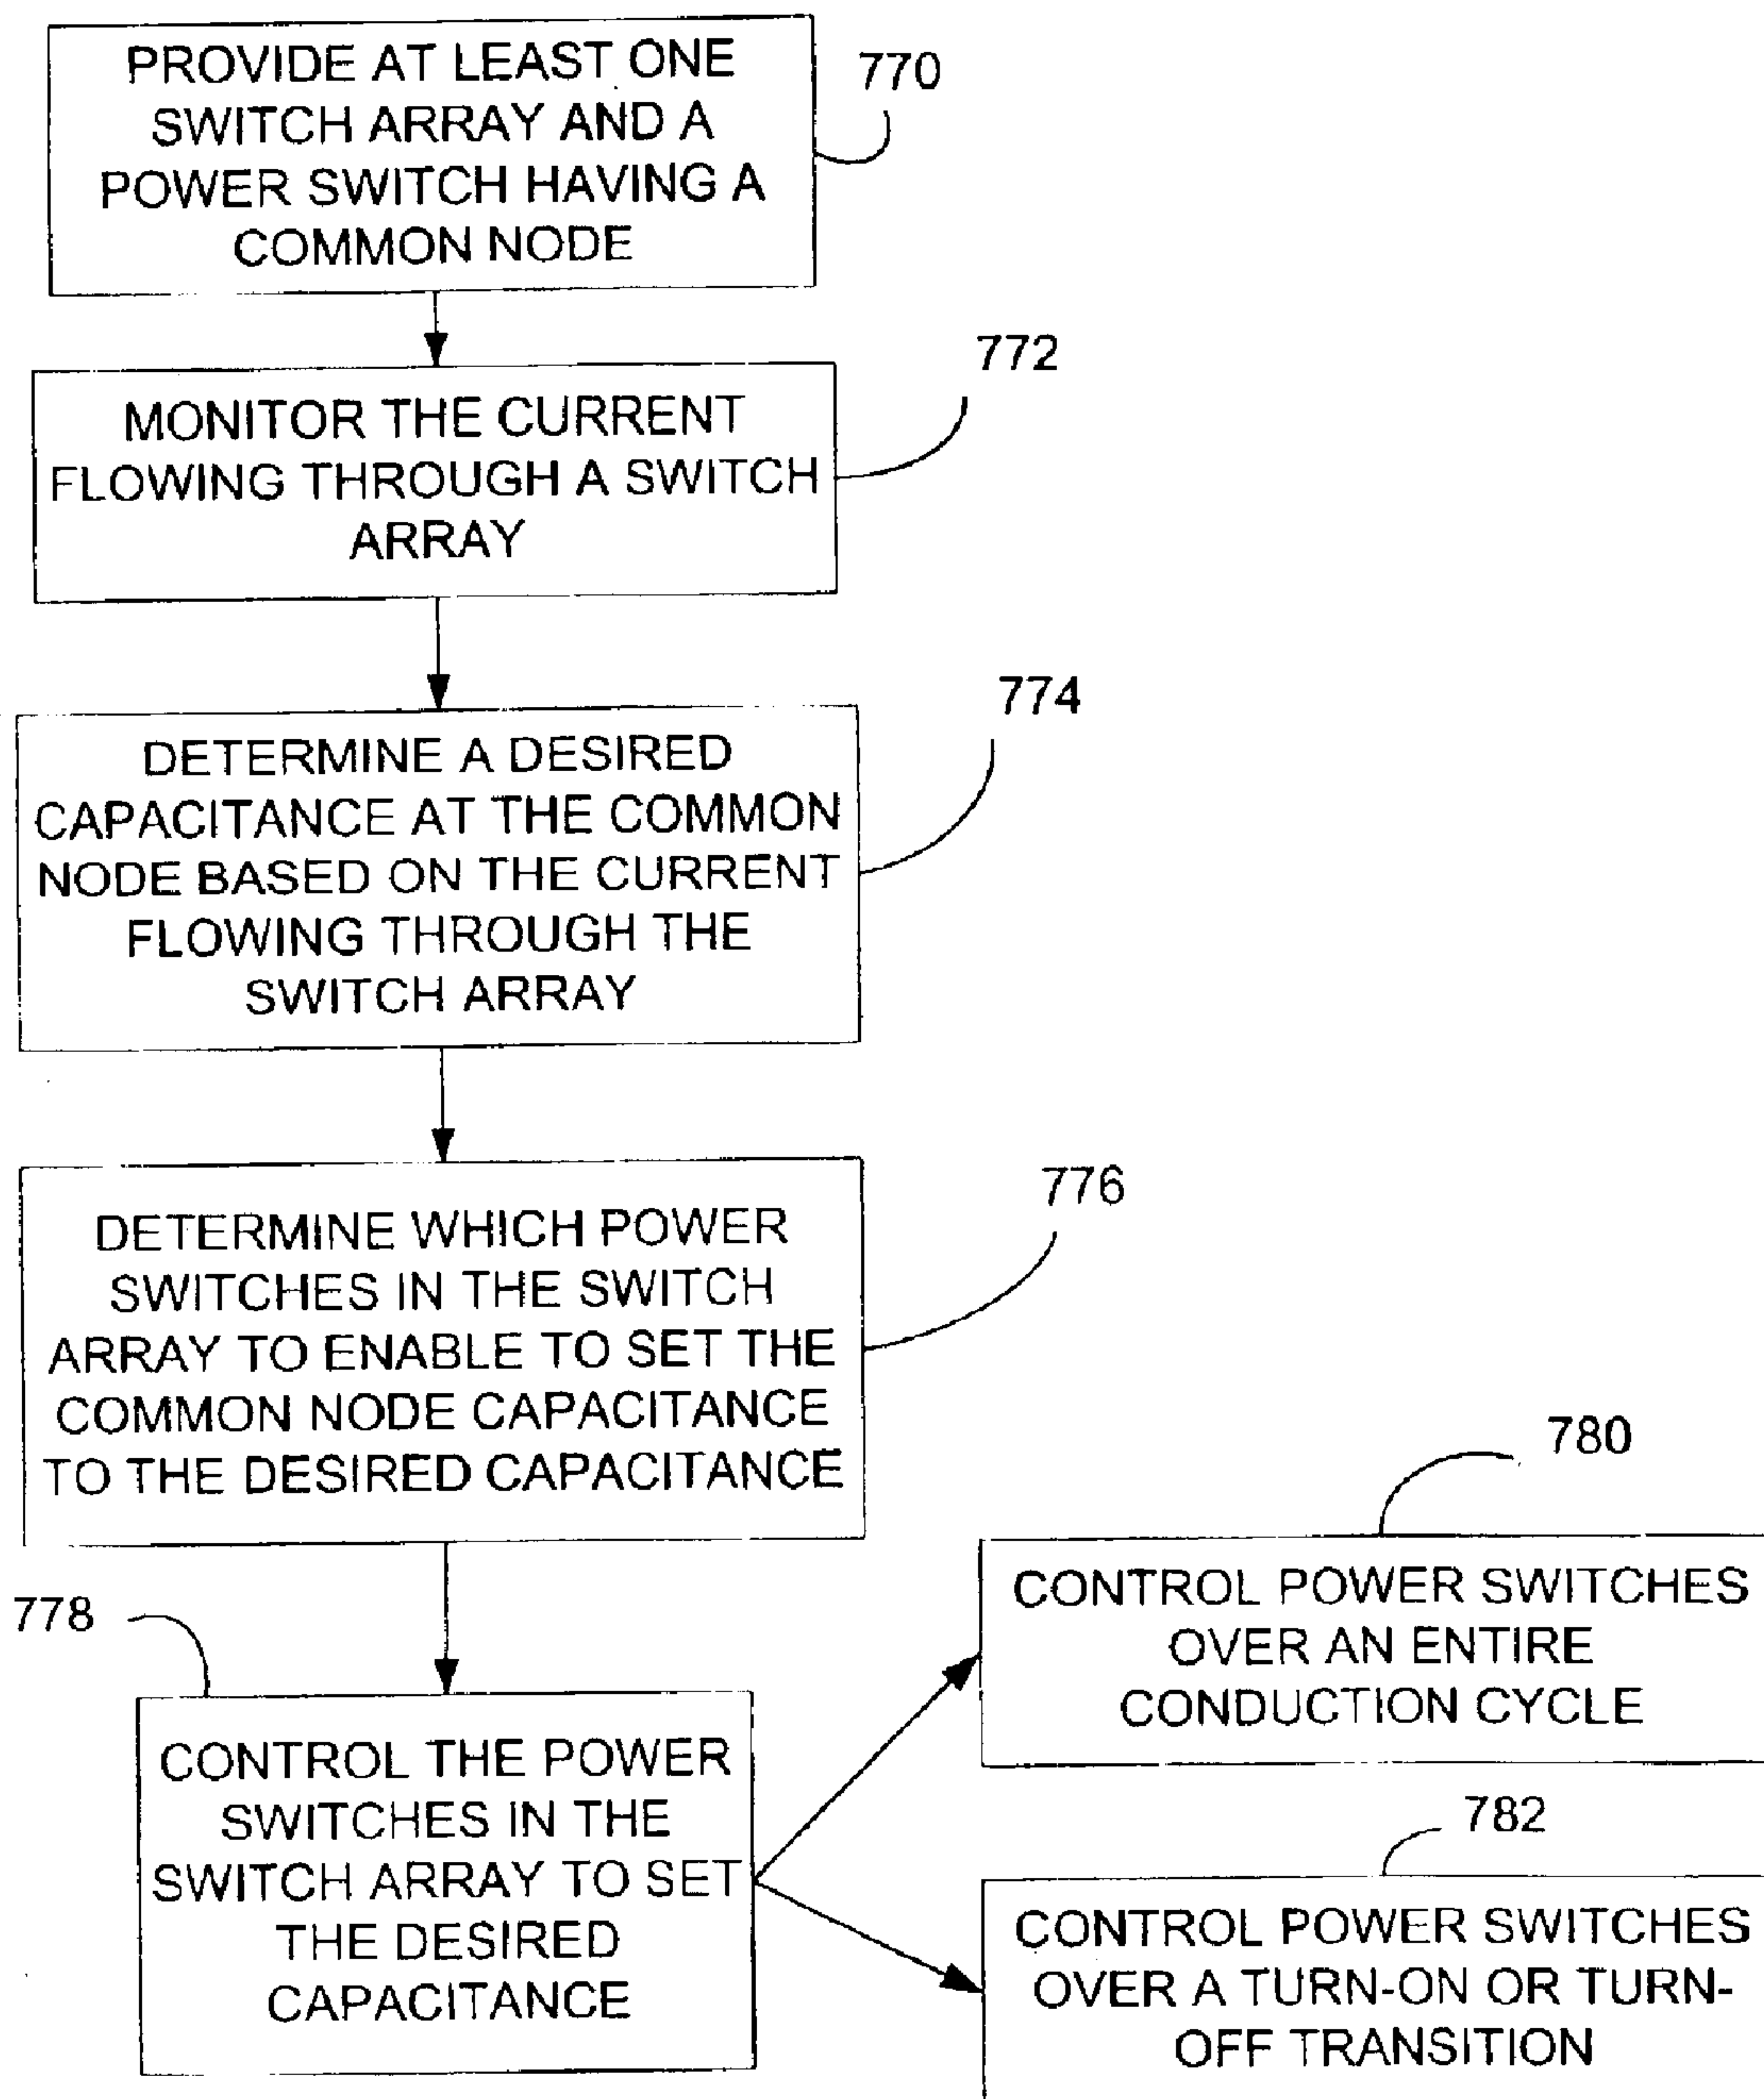 PROVIDE AT LEAST ONE
SWITCH ARRAY AND A
POWER SWITCH HAVING A
COMMON NODE
770
MONITOR THE CURRENT
FLOWING THROUGH A SWITCH
ARRAY
772
DETERMINE A DESIRED
CAPACITANCE AT THE COMMON
NODE BASED ON THE CURRENT
FLOWING THROUGH THE
SWITCH ARRAY
774
DETERMINE WHICH POWER
SWITCHES IN THE SWITCH
ARRAY TO ENABLE TO SET THE
COMMON NODE CAPACITANCE
TO THE DESIRED CAPACITANCE
776
778
CONTROL THE POWER
SWITCHES IN THE
SWITCH ARRAY TO SET
THE DESIRED
CAPACITANCE
780
CONTROL POWER SWITCHES
OVER AN ENTIRE
CONDUCTION CYCLE
782
CONTROL POWER SWITCHES
OVER A TURN-ON OR TURN-
OFF TRANSITION